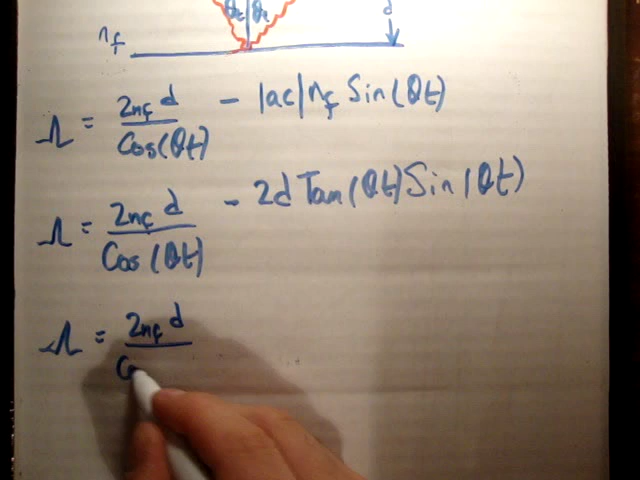 θt θt d
nf
Λ = 2nf d / Cos(θt) - |ac| nf Sin(θt)
Λ = 2nf d / Cos(θt) - 2d Tan(θt) Sin(θt)
Λ = 2nf d / Co